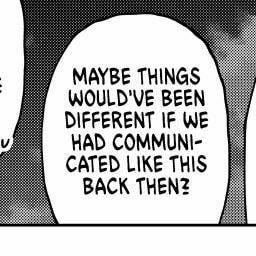 MAYBE THINGS
WOULD'VE BEEN
DIFFERENT IF WE
HAD COMMUNI-
CATED LIKE THIS
BACK THEN?